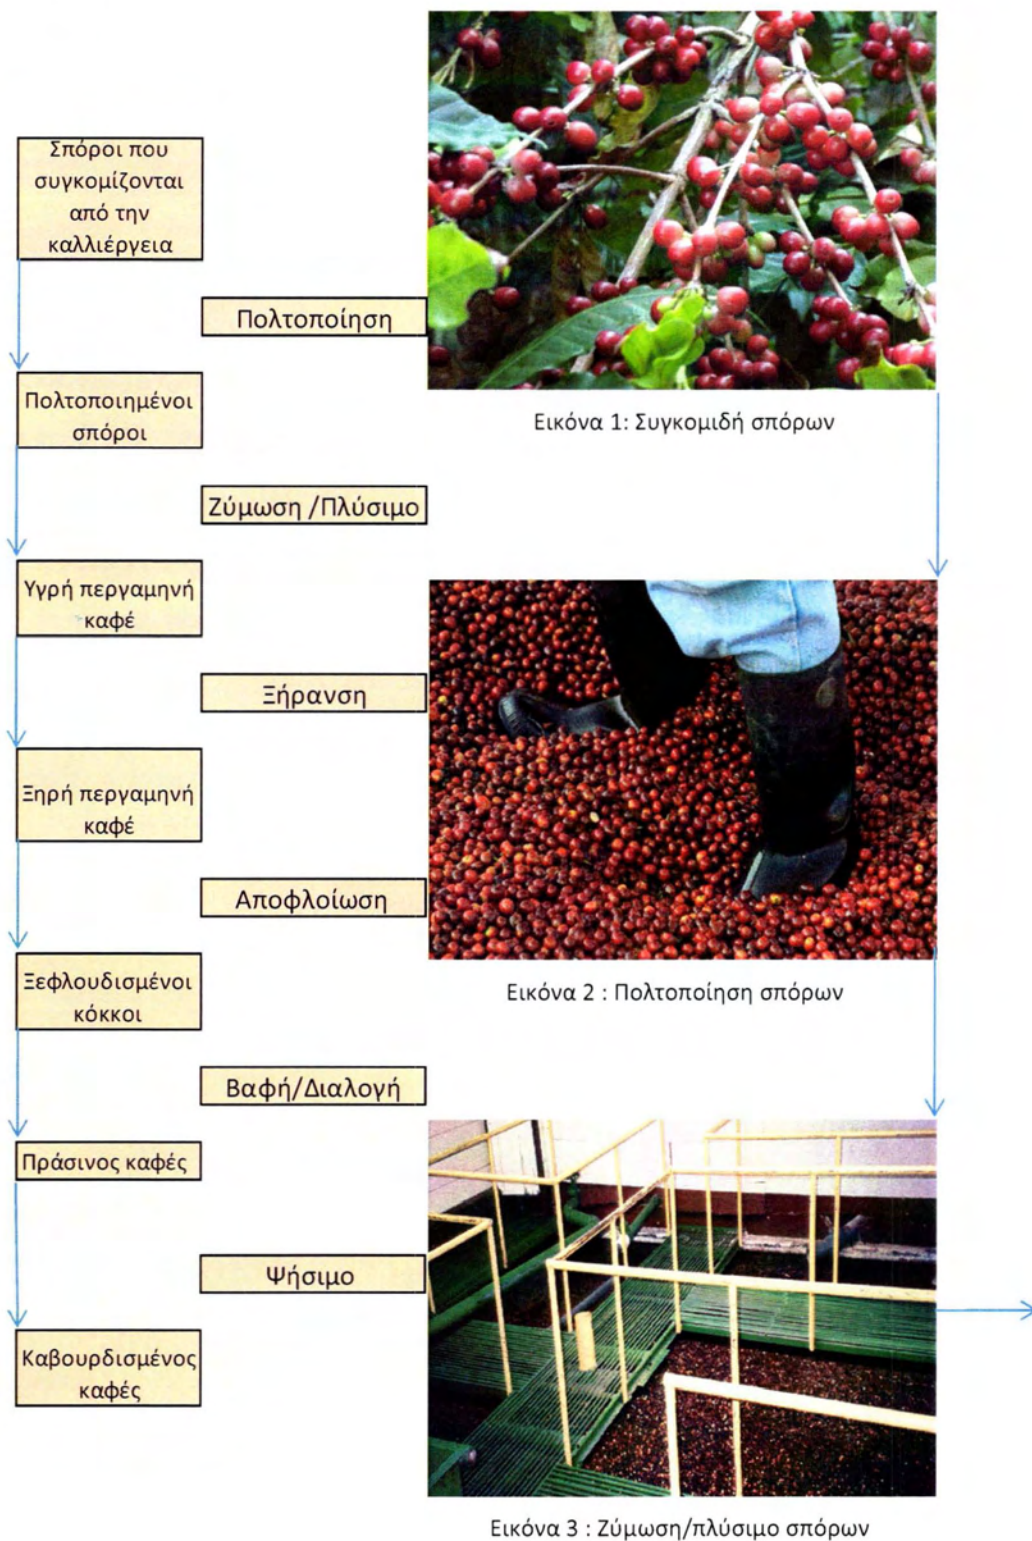 Σπόροι που
συγκομίζονται
από την
καλλιέργεια
Πολτοποίηση
Εικόνα 1: Συγκομιδή σπόρων
Πολτοποιημένοι
σπόροι
Ζύμωση /Πλύσιμο
Υγρή περγαμηνή
καφέ
Ξήρανση
Ξηρή περγαμηνή
καφέ
Αποφλοίωση
Ξεφλουδισμένοι
κόκκοι
Εικόνα 2 : Πολτοποίηση σπόρων
Βαφή/Διαλογή
Πράσινος καφές
Ψήσιμο
Καβουρδισμένος
καφές
Εικόνα 3 : Ζύμωση/πλύσιμο σπόρων